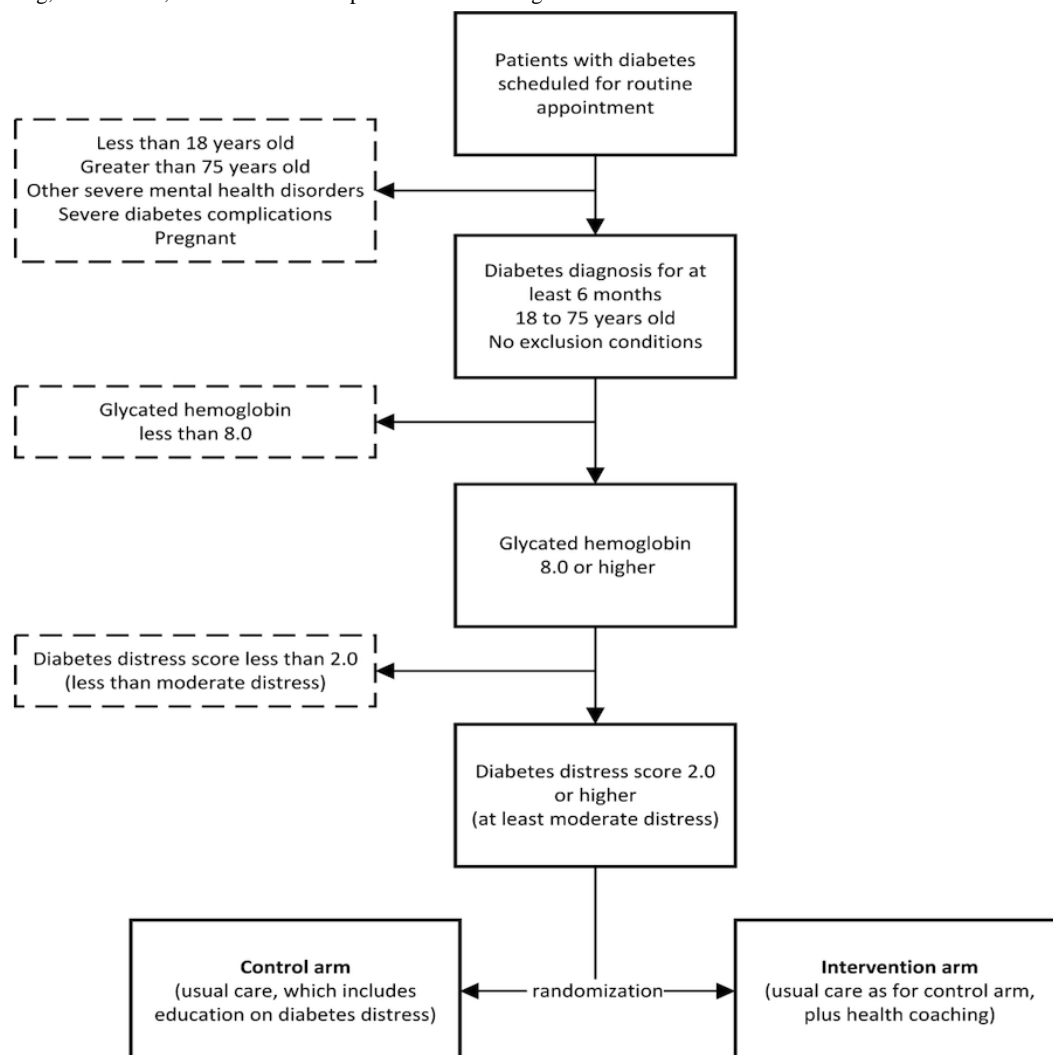 Patients with diabetes
scheduled for routine
appointment
Less than 18 years old
Greater than 75 years old
Other severe mental health disorders
Severe diabetes complications
Pregnant
Diabetes diagnosis for at
least 6 months
18 to 75 years old
No exclusion conditions
Glycated hemoglobin
less than 8.0
Glycated hemoglobin
8.0 or higher
Diabetes distress score less than 2.0
(less than moderate distress)
Diabetes distress score 2.0
or higher
(at least moderate distress)
Control arm
(usual care, which includes
education on diabetes distress)
randomization
Intervention arm
(usual care as for control arm,
plus health coaching)